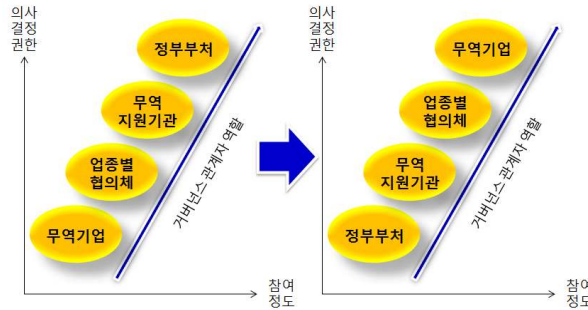 의사
결정
권한
정부부처
무역
지원기관
업종별
협의체
무역기업
거버넌스 관계자 역할
참여
정도
의사
결정
권한
무역기업
업종별
협의체
무역
지원기관
정부부처
거버넌스 관계자 역할
참여
정도